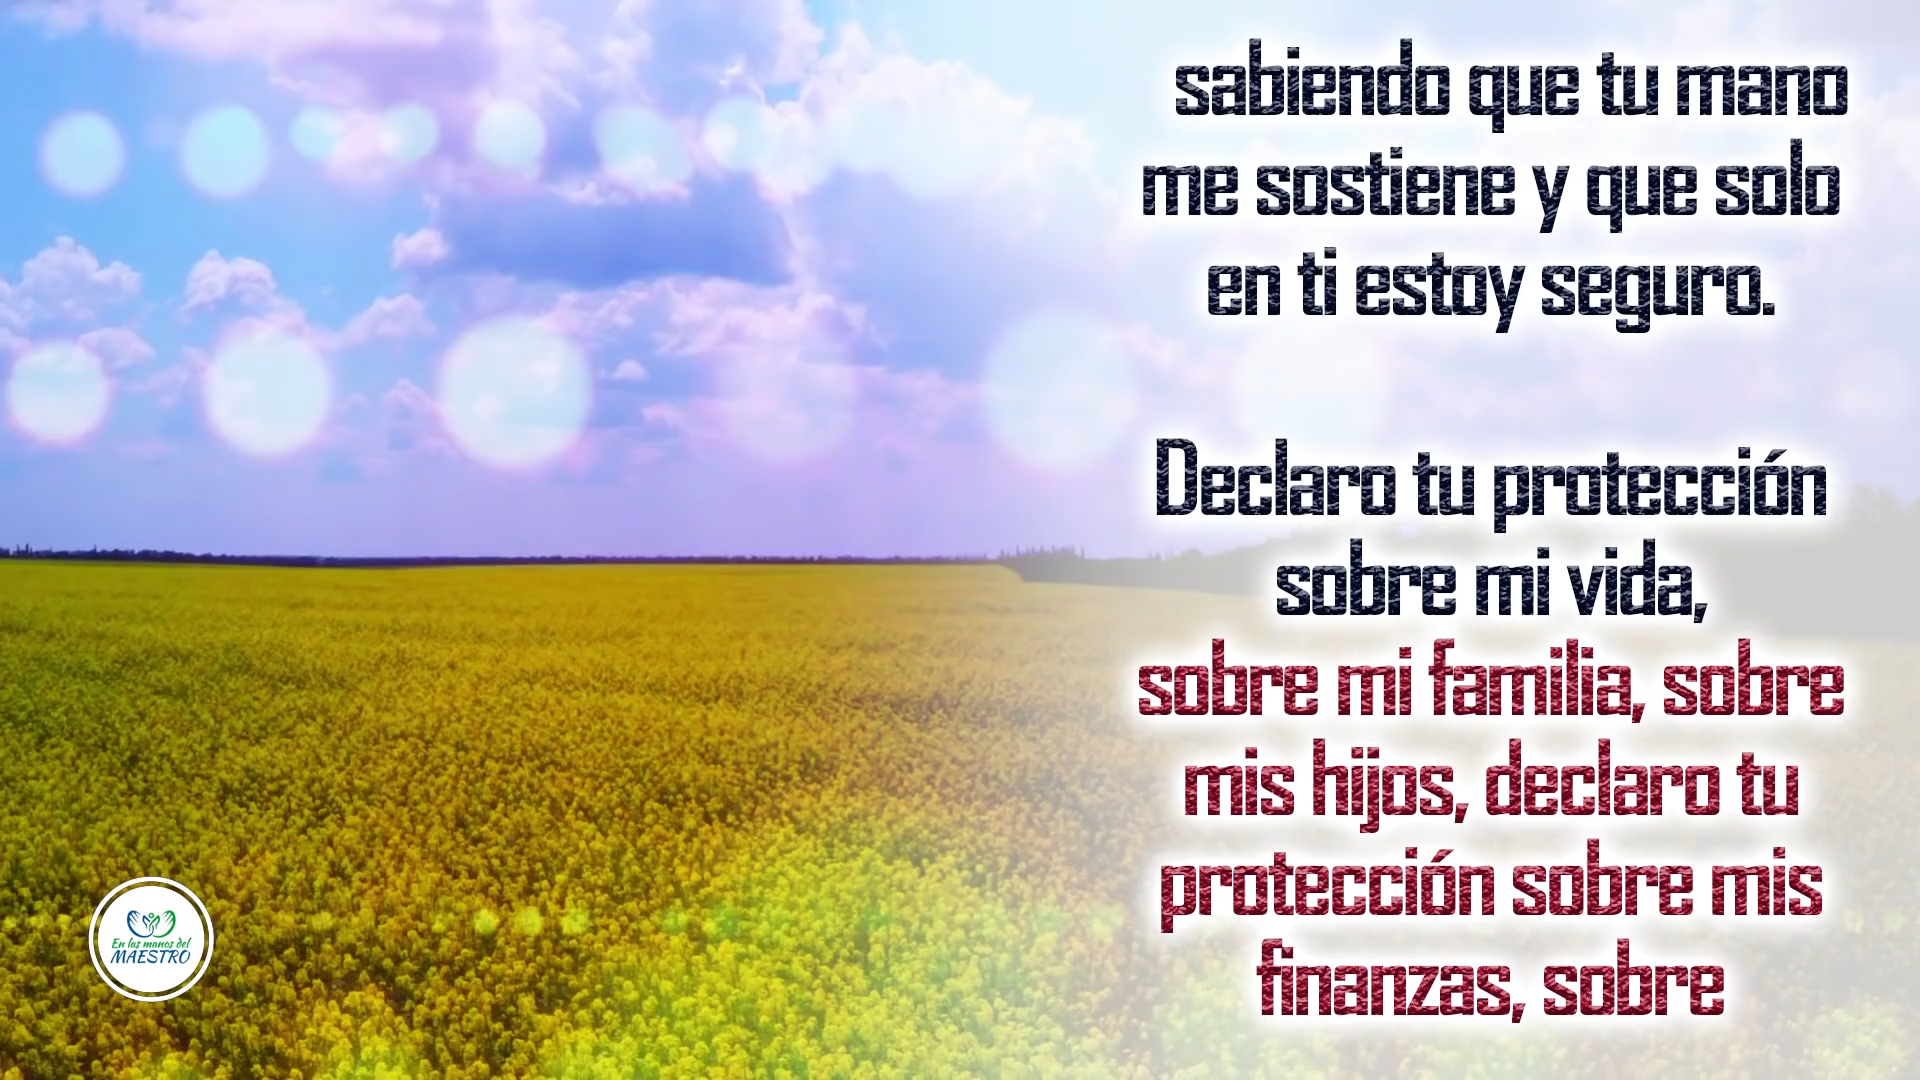 sabiendo que tu mano
me sostiene y que solo
en ti estoy seguro.
Declaro tu protección
sobre mi vida,
sobre mi familia, sobre
mis hijos, declaro tu
protección sobre mis
finanzas, sobre
En las manos del
MAESTRO